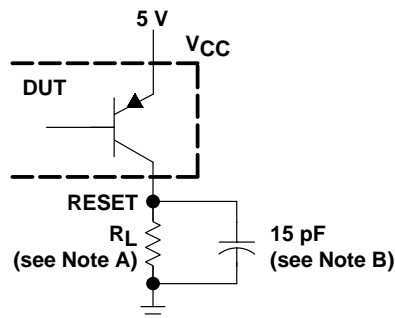 5 V
VCC
DUT
RESET
RL
(see Note A)
15 pF
(see Note B)